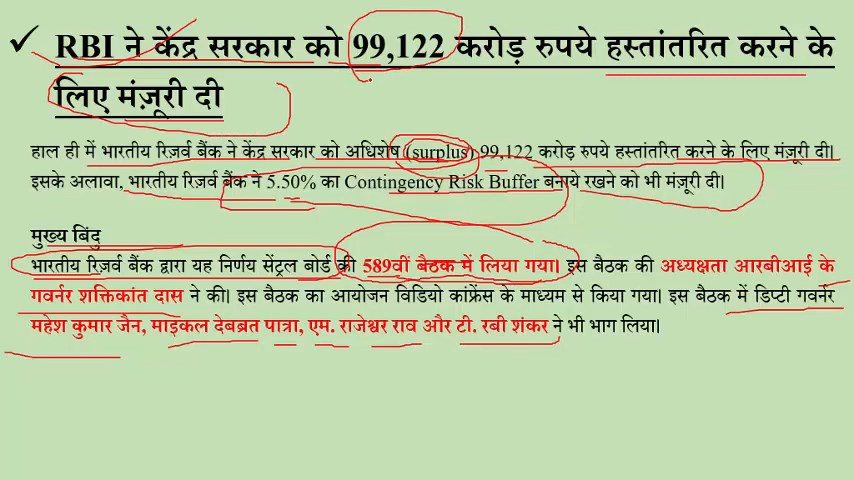 RBI ने केंद्र सरकार को 99,122 करोड़ रुपये हस्तांतरित करने के
लिए मंज़ूरी दी
हाल ही में भारतीय रिज़र्व बैंक ने केंद्र सरकार को अधिशेष (surplus) 99,122 करोड़ रुपये हस्तांतरित करने के लिए मंज़ूरी दी।
इसके अलावा, भारतीय रिज़र्व बैंक ने 5.50% का Contingency Risk Buffer बनाये रखने को भी मंज़ूरी दी।
मुख्य बिंदु
भारतीय रिज़र्व बैंक द्वारा यह निर्णय सेंट्रल बोर्ड की 589वीं बैठक में लिया गया। इस बैठक की अध्यक्षता आरबीआई के
गवर्नर शक्तिकांत दास ने की। इस बैठक का आयोजन विडियो कांफ्रेंस के माध्यम से किया गया। इस बैठक में डिप्टी गवर्नर
महेश कुमार जैन, माइकल देबब्रत पात्रा, एम. राजेश्वर राव और टी. रबी शंकर ने भी भाग लिया।